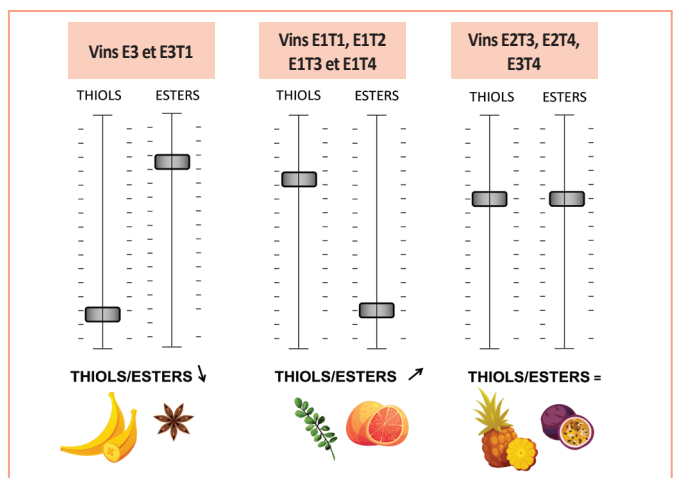 Vins E3 et E3T1
THIOLS ESTERS
THIOLS/ESTERS ↘
Vins E1T1, E1T2
E1T3 et E1T4
THIOLS ESTERS
THIOLS/ESTERS ↗
Vins E2T3, E2T4,
E3T4
THIOLS ESTERS
THIOLS/ESTERS =